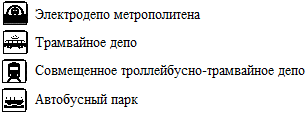 Электродепо метрополитена
Трамвайное депо
Совмещенное троллейбусно-трамвайное депо
Автобусный парк